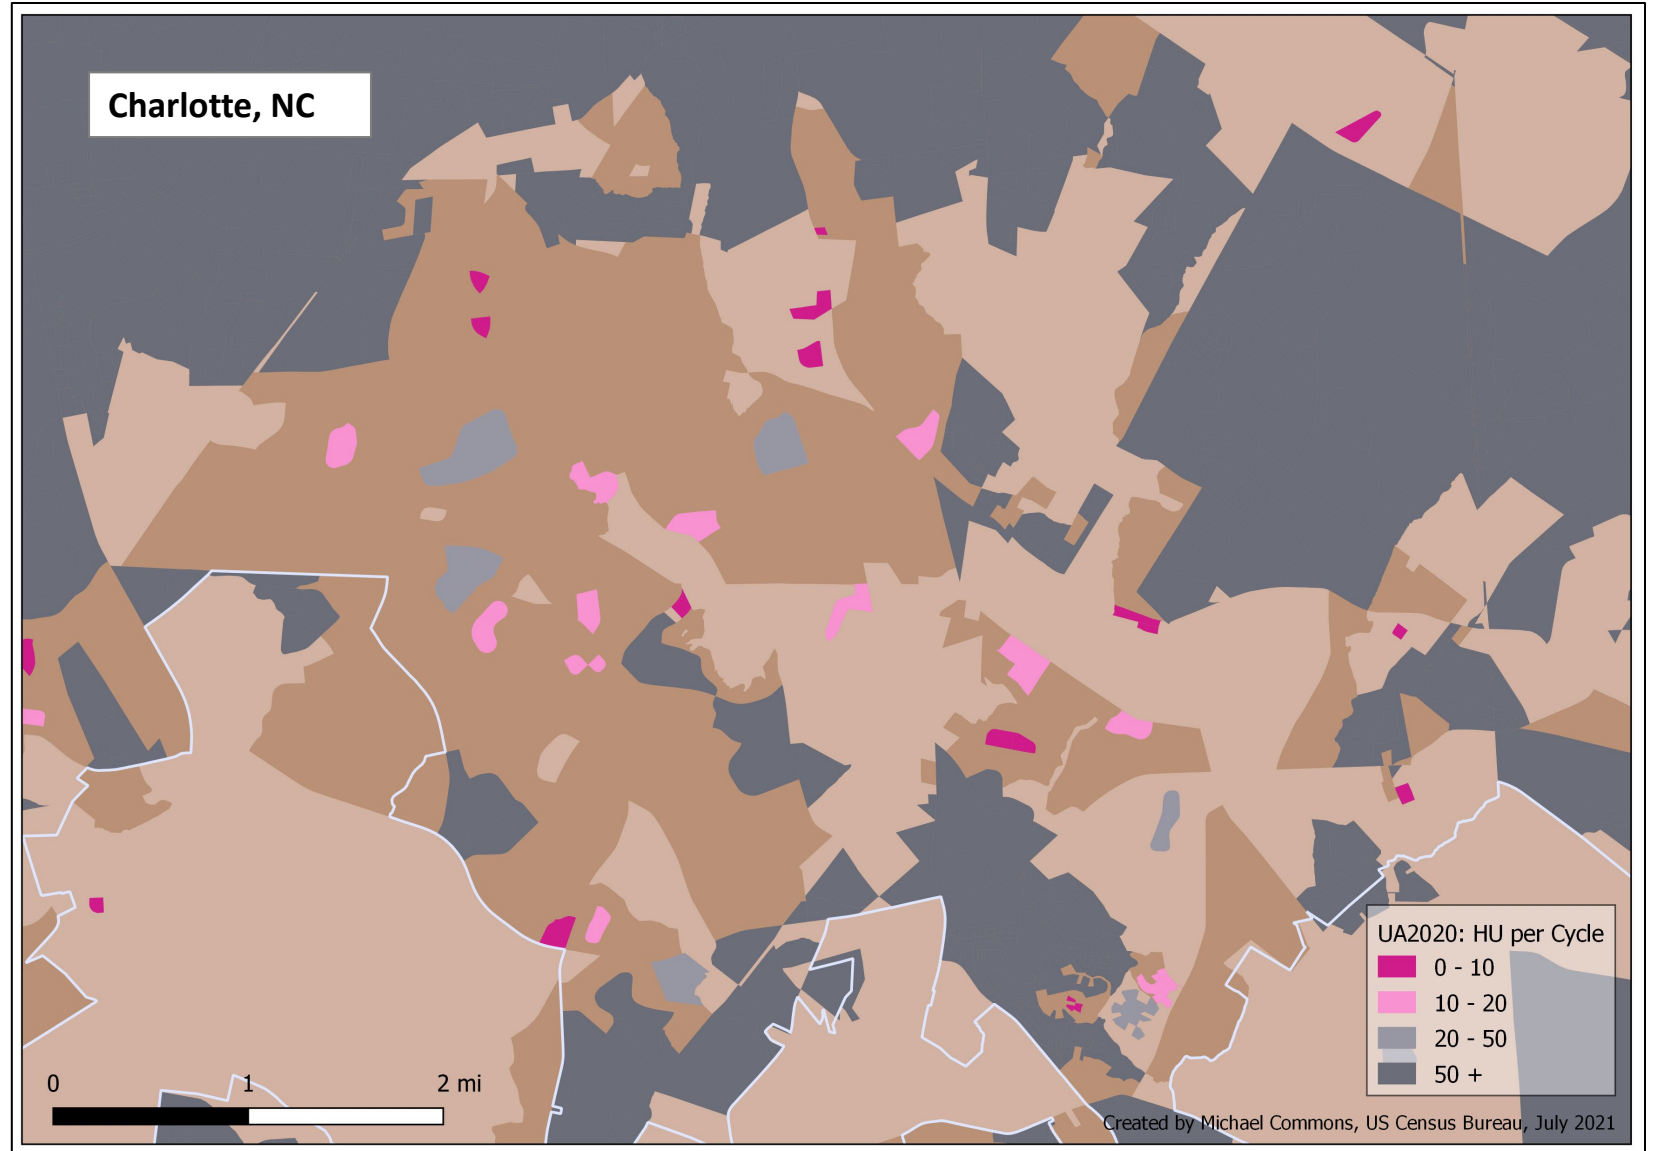 Charlotte, NC
UA2020: HU per Cycle
0 - 10
10 - 20
20 - 50
50 +
0 1 2 mi
Created by Michael Commons, US Census Bureau, July 2021